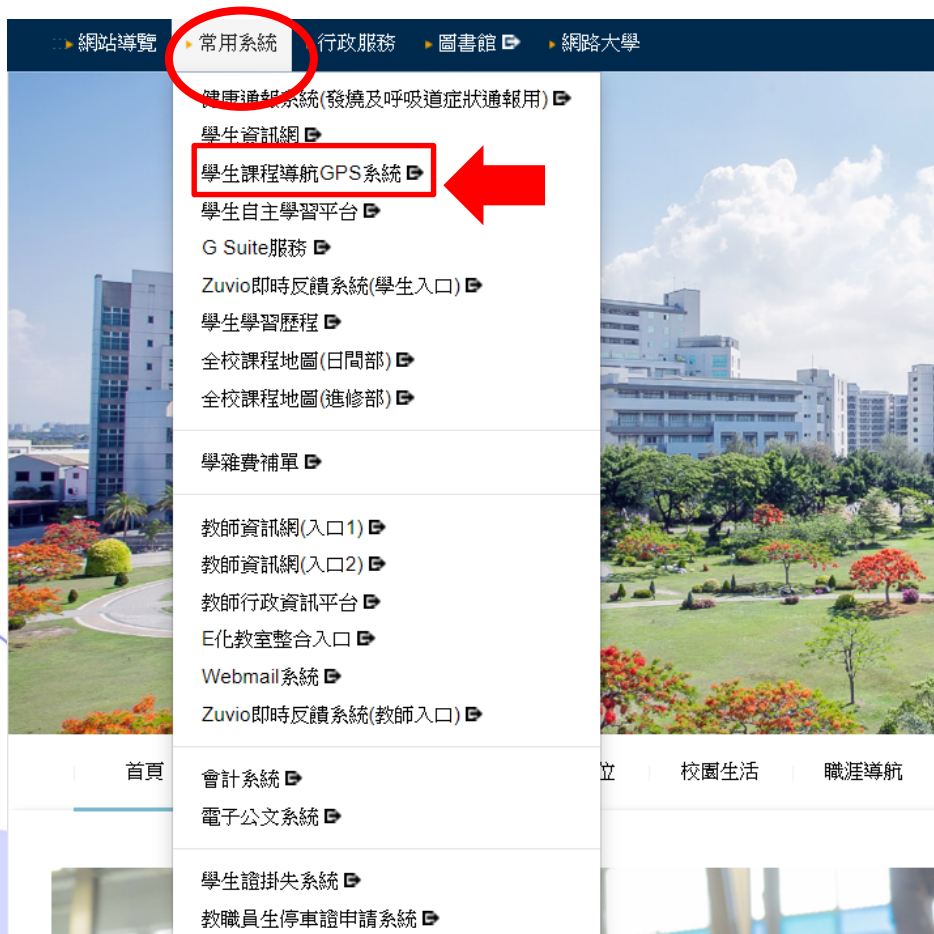 網站導覽 常用系統 行政服務 圖書館 網路大學
健康通報系統(發燒及呼吸道症狀通報用)
學生資訊網
學生課程導航GPS系統
學生自主學習平台
G Suite服務
Zuvio即時反饋系統(學生入口)
學生學習歷程
全校課程地圖(日間部)
全校課程地圖(進修部)
學雜費補單
教師資訊網(入口1)
教師資訊網(入口2)
教師行政資訊平台
E化教室整合入口
Webmail系統
Zuvio即時反饋系統(教師入口)
首頁 位 校園生活 職涯導航
會計系統
電子公文系統
學生證掛失系統
教職員生停車證申請系統